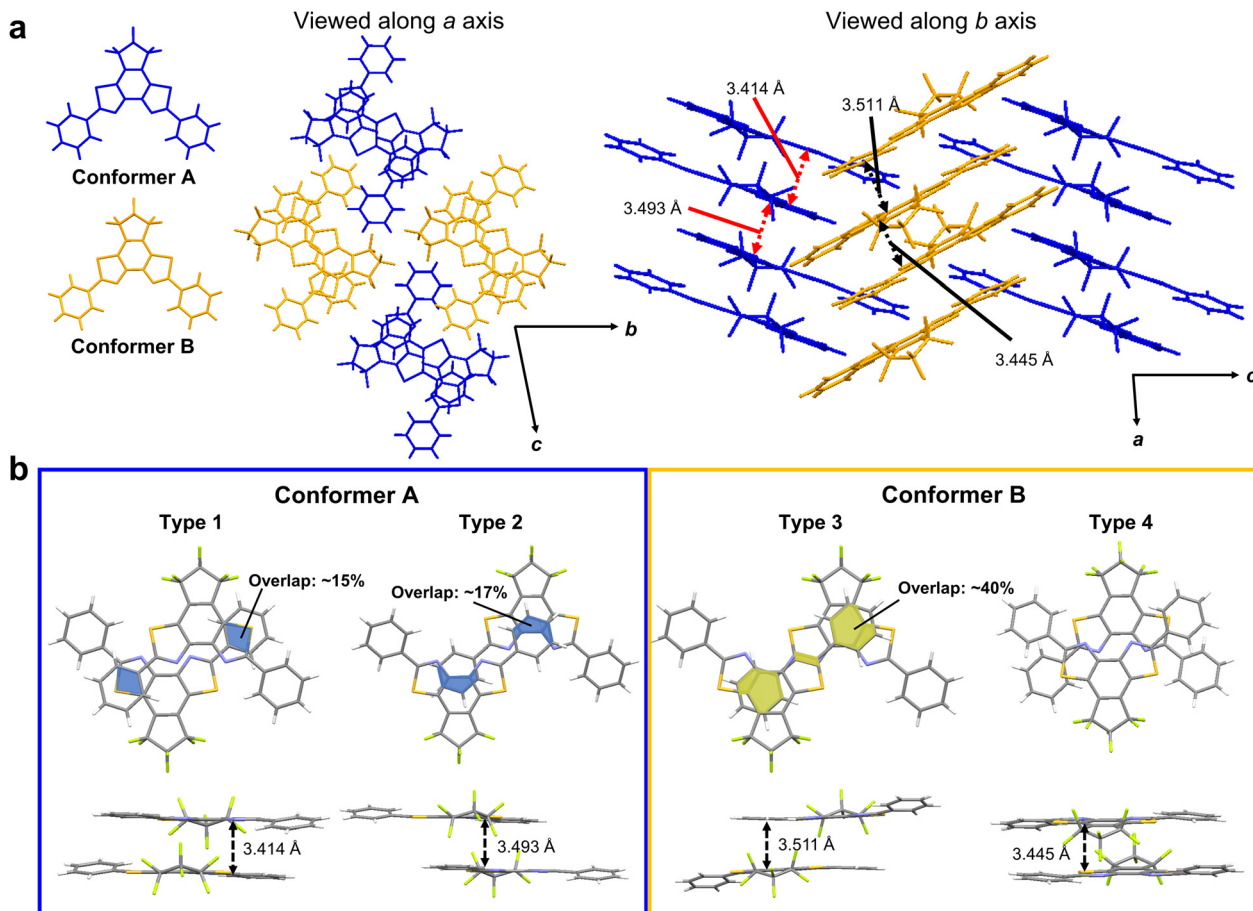 a
Viewed along a axis
Viewed along b axis
Conformer A
Conformer B
b
c
3.414 Å
3.511 Å
3.493 Å
3.445 Å
c
a
b
Conformer A
Type 1
Type 2
Overlap: ~15%
Overlap: ~17%
3.414 Å
3.493 Å
Conformer B
Type 3
Type 4
Overlap: ~40%
3.511 Å
3.445 Å